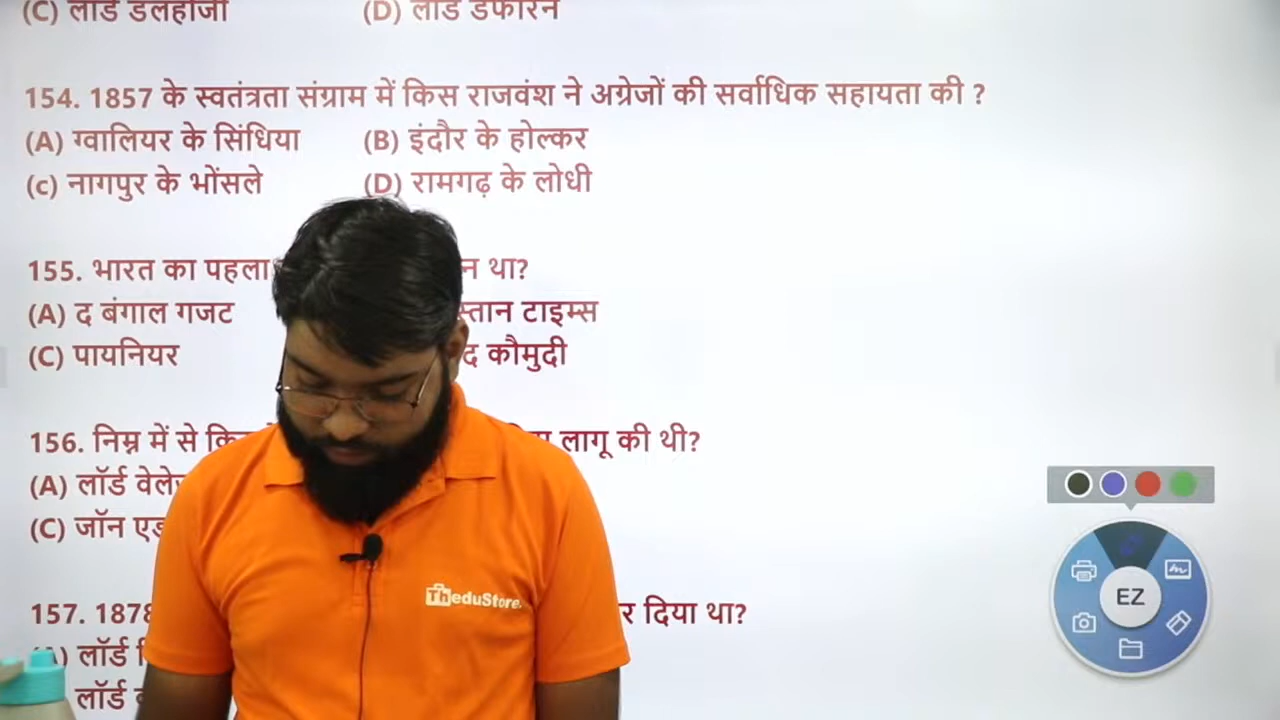 (C) लॉर्ड डलहौजी (D) लॉर्ड डफरिन
154. 1857 के स्वतंत्रता संग्राम में किस राजवंश ने अग्रेजों की सर्वाधिक सहायता की ?
(A) ग्वालियर के सिंधिया (B) इंदौर के होल्कर
(c) नागपुर के भोंसले (D) रामगढ़ के लोधी
155. भारत का पहला था?
(A) द बंगाल गजट टाइम्स
(C) पायनियर कौमुदी
156. निम्न में से लागू की थी?
(A) लॉर्ड
(C) जॉन
157. 1878 दिया था?
लॉर्ड
लॉर्ड
TheduStore.
EZ